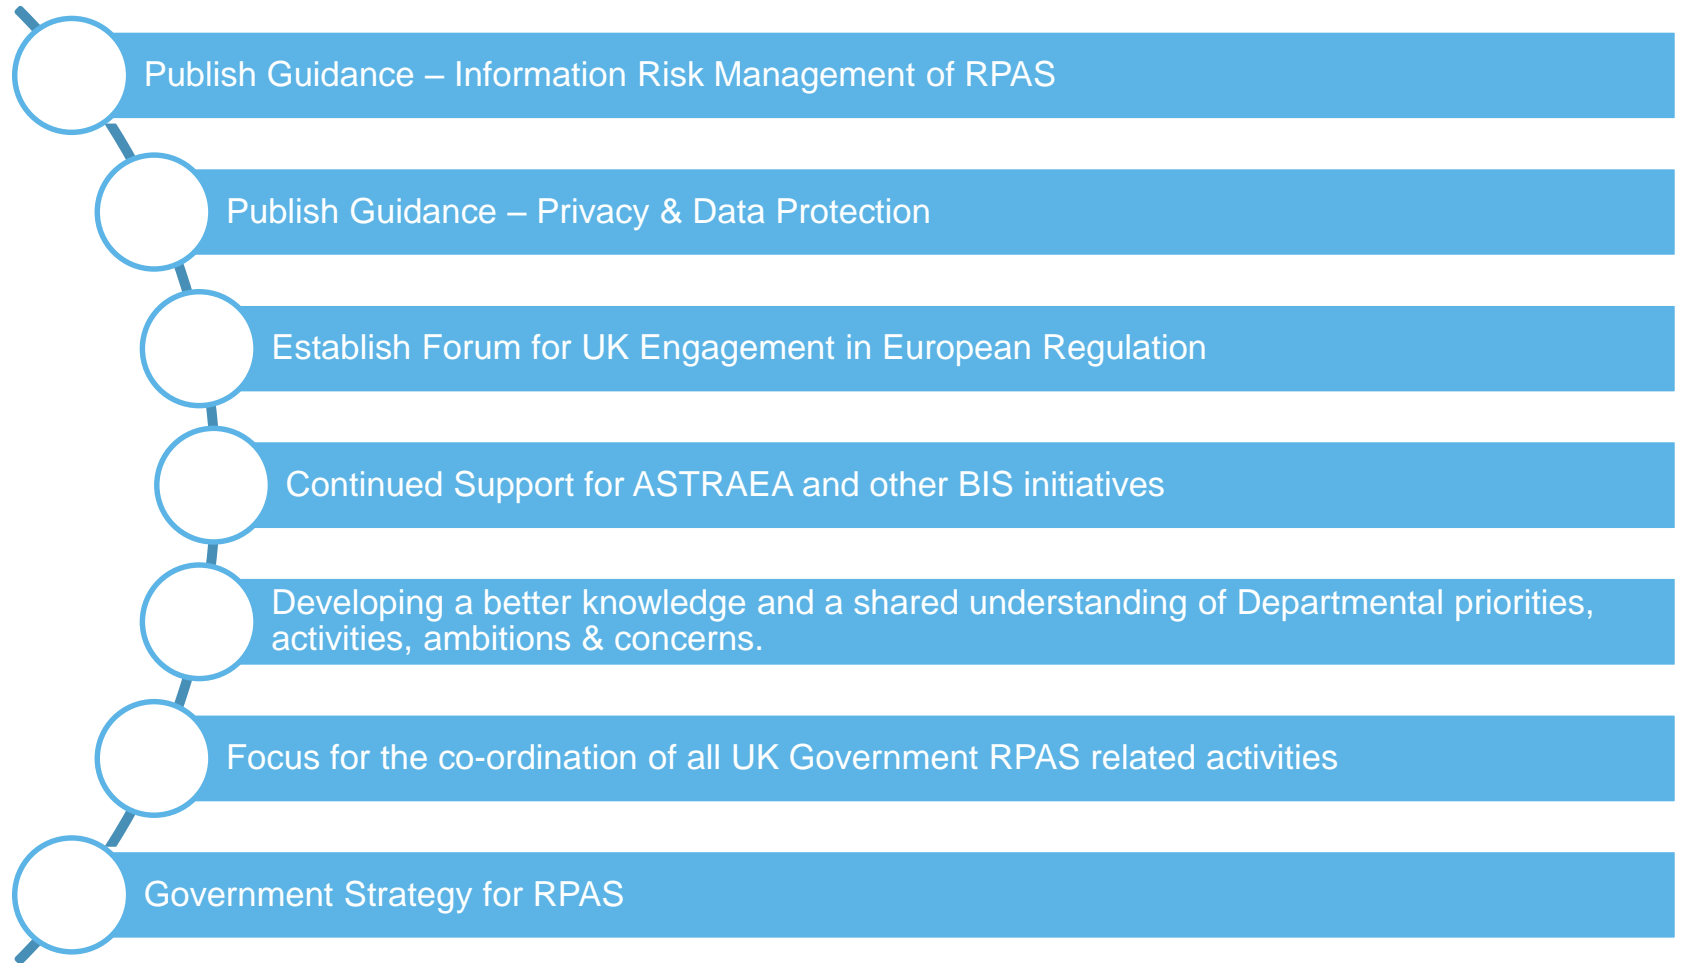 Publish Guidance – Information Risk Management of RPAS
Publish Guidance – Privacy & Data Protection
Establish Forum for UK Engagement in European Regulation
Continued Support for ASTRAEA and other BIS initiatives
Developing a better knowledge and a shared understanding of Departmental priorities,
activities, ambitions & concerns.
Focus for the co-ordination of all UK Government RPAS related activities
Government Strategy for RPAS